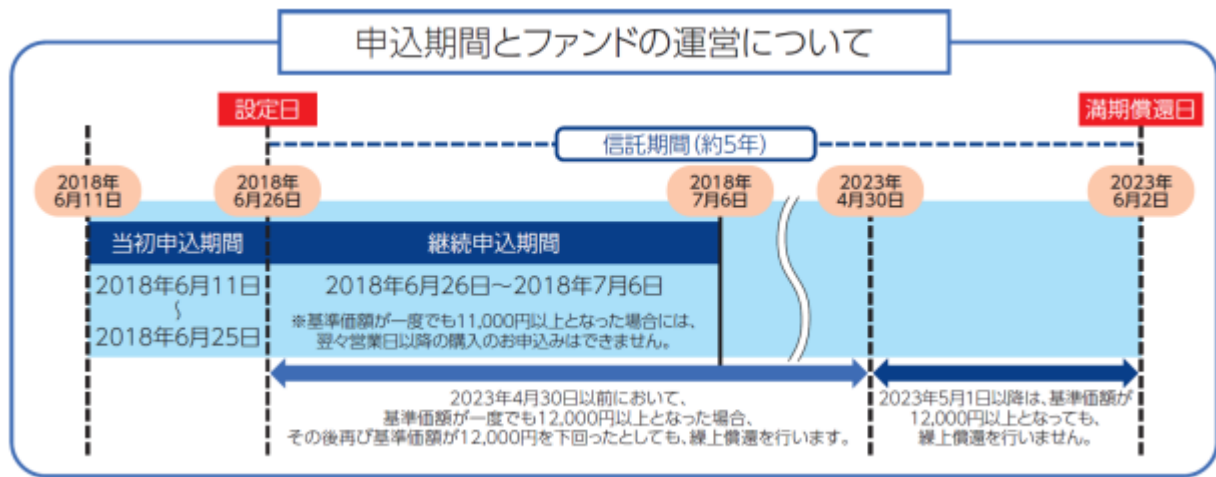 申込期間とファンドの運営について
設定日
満期償還日
信託期間(約5年)
2018年
6月11日
2018年
6月26日
2018年
7月6日
2023年
4月30日
2023年
6月2日
当初申込期間
継続申込期間
2018年6月11日
〜
2018年6月25日
2018年6月26日〜2018年7月6日
※基準価額が一度でも11,000円以上となった場合には、
翌々営業日以降の購入のお申込みはできません。
2023年4月30日以前において、
基準価額が一度でも12,000円以上となった場合、
その後再び基準価額が12,000円を下回ったとしても、繰上償還を行います。
2023年5月1日以降は、基準価額が
12,000円以上となっても、
繰上償還を行いません。